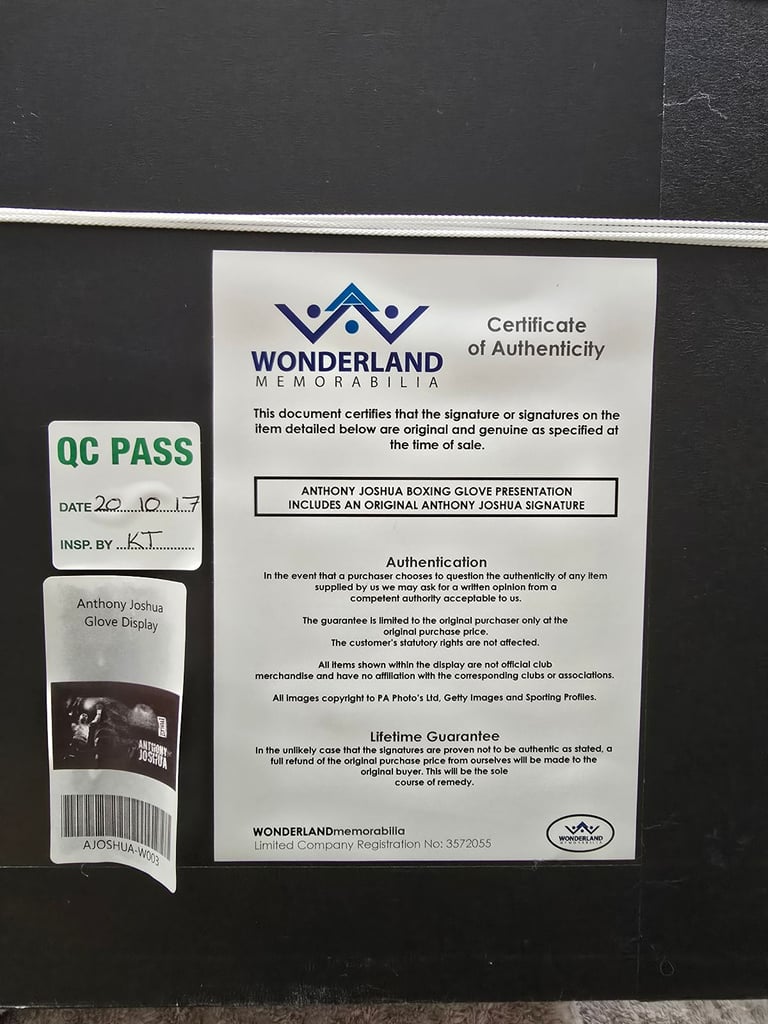 WONDERLAND
MEMORABILIA
Certificate
of Authenticity
This document certifies that the signature or signatures on the
item detailed below are original and genuine as specified at
the time of sale.
ANTHONY JOSHUA BOXING GLOVE PRESENTATION
INCLUDES AN ORIGINAL ANTHONY JOSHUA SIGNATURE
Authentication
In the event that a purchaser chooses to question the authenticity of any item
supplied by us we may ask for a written opinion from a
competent authority acceptable to us.
The guarantee is limited to the original purchaser only at the
original purchase price.
The customer's statutory rights are not affected.
All items shown within the display are not official club
merchandise and have no affiliation with the corresponding clubs or associations.
All images copyright to PA Photo's Ltd, Getty Images and Sporting Profiles.
Lifetime Guarantee
In the unlikely case that the signatures are proven not to be authentic as stated, a
full refund of the original purchase price from ourselves will be made to the
original buyer. This will be the sole
course of remedy.
WONDERLANDmemorabilia
Limited Company Registration No: 3572055
WONDERLAND
MEMORABILIA
QC PASS
DATE 20.10.17
INSP. BY KT
Anthony Joshua
Glove Display
ANTHONY
JOSHUA
AJOSHUA-W003